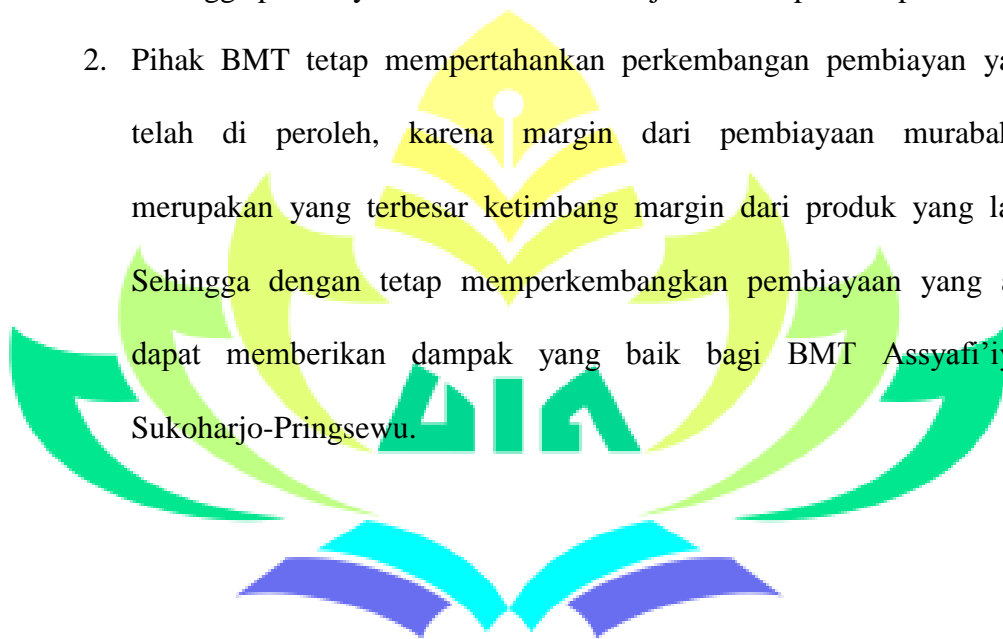 2. Pihak BMT tetap mempertahankan perkembangan pembiayan
telah di peroleh, karena margin dari pembiayaan
merupakan yang terbesar ketimbang margin dari produk yang
Sehingga dengan tetap memperkembangkan pembiayaan yang
dapat memberikan dampak yang baik bagi BMT
Sukoharjo-Pringsewu.
UIN